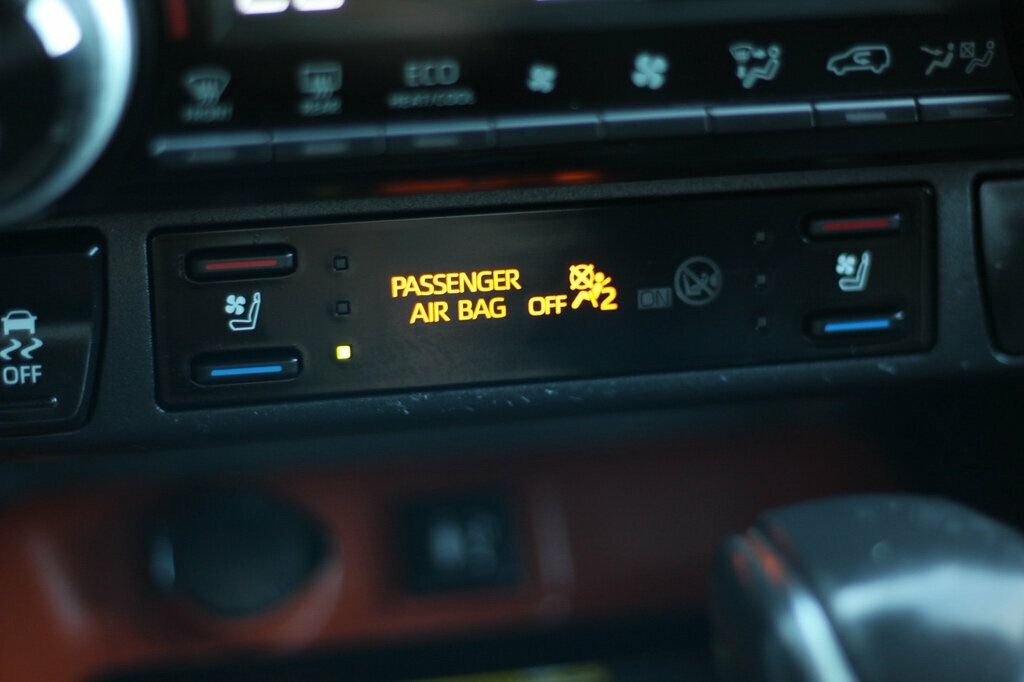 FRONT
REAR
ECO
HEAT/COOL
PASSENGER
AIR BAG OFF 2
ON
OFF